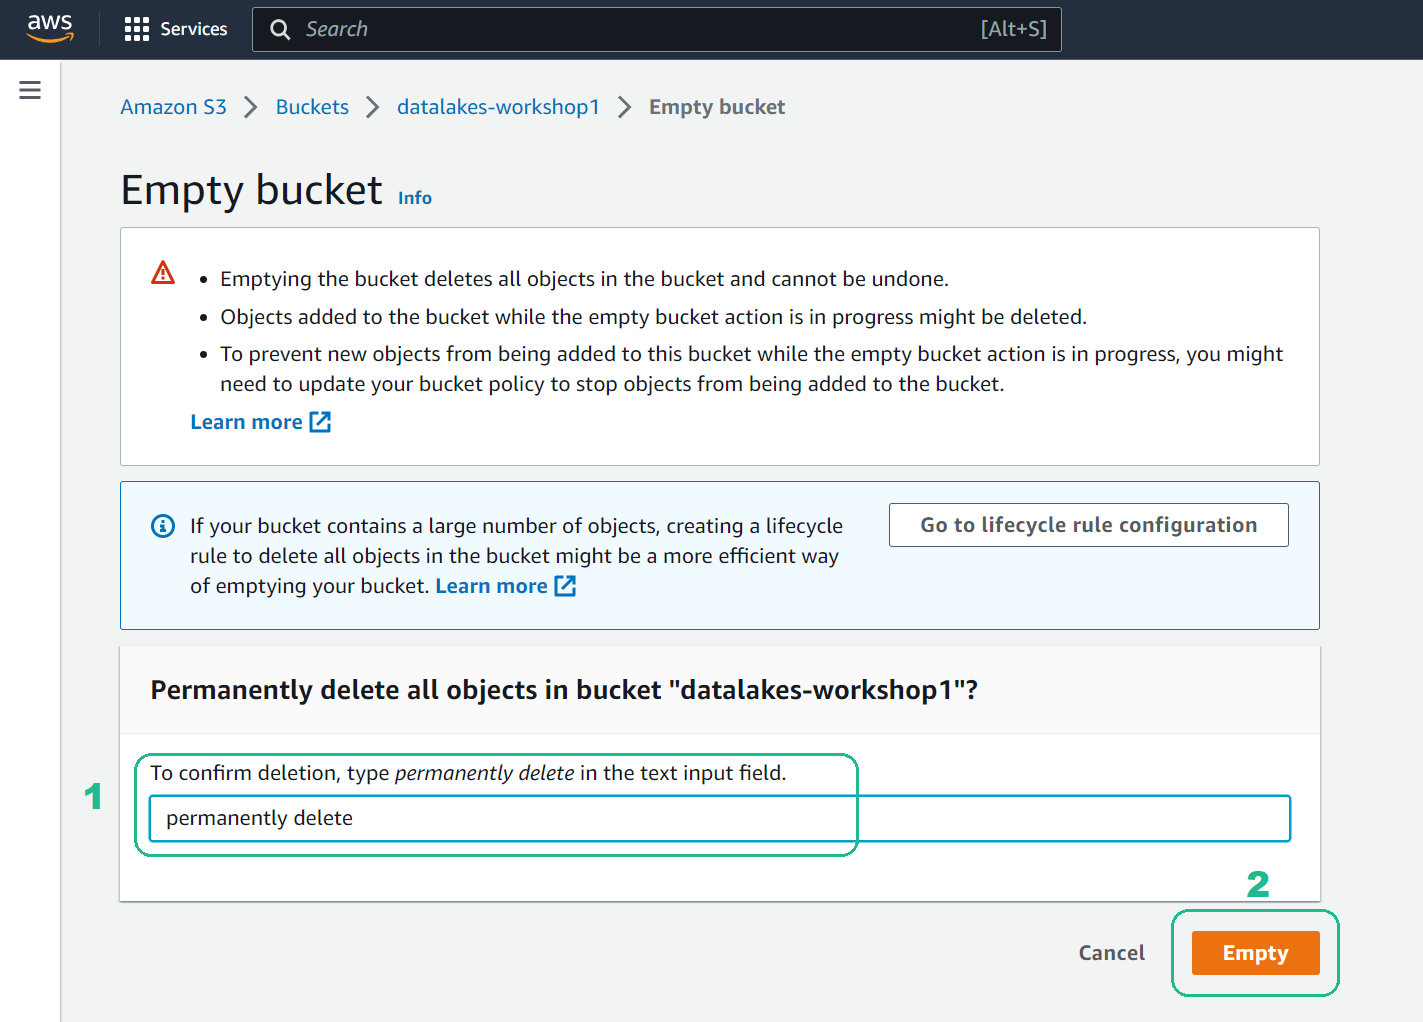 aws Services Search [Alt+S]
Amazon S3 Buckets datalakes-workshop1 Empty bucket
Empty bucket Info
• Emptying the bucket deletes all objects in the bucket and cannot be undone.
• Objects added to the bucket while the empty bucket action is in progress might be deleted.
• To prevent new objects from being added to this bucket while the empty bucket action is in progress, you might
need to update your bucket policy to stop objects from being added to the bucket.
Learn more
If your bucket contains a large number of objects, creating a lifecycle
rule to delete all objects in the bucket might be a more efficient way
of emptying your bucket. Learn more
Go to lifecycle rule configuration
Permanently delete all objects in bucket "datalakes-workshop1"?
To confirm deletion, type permanently delete in the text input field.
1
permanently delete
2
Cancel Empty